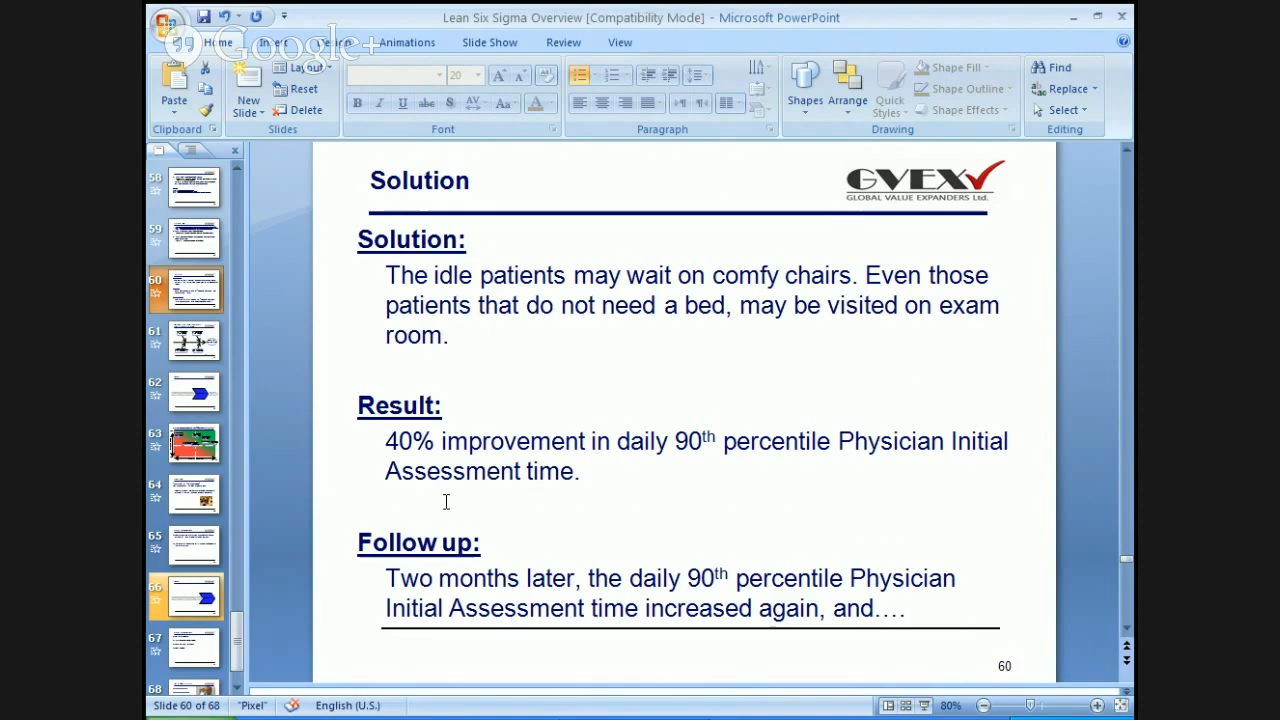 Lean Six Sigma Overview [Compatibility Mode] - Microsoft PowerPoint
Google+
Home Insert Design Animations Slide Show Review View
Paste
Clipboard
New Slide
Layout
Reset
Delete
Slides
20
B I U abc S AV Aa A
Font
Paragraph
Shapes
Arrange
Quick Styles
Shape Fill
Shape Outline
Shape Effects
Drawing
Find
Replace
Select
Editing
58
59
60
61
62
63
64
65
66
67
68
Solution
GVEX
GLOBAL VALUE EXPANDERS Ltd.
Solution:
The idle patients may wait on comfy chairs. Even those
patients that do not need a bed, may be visited on exam
room.
Result:
40% improvement in daily 90th percentile Physician Initial
Assessment time.
Follow up:
Two months later, the daily 90th percentile Physician
Initial Assessment time increased again, and….
60
Slide 60 of 68 "Pixel" English (U.S.) 80%